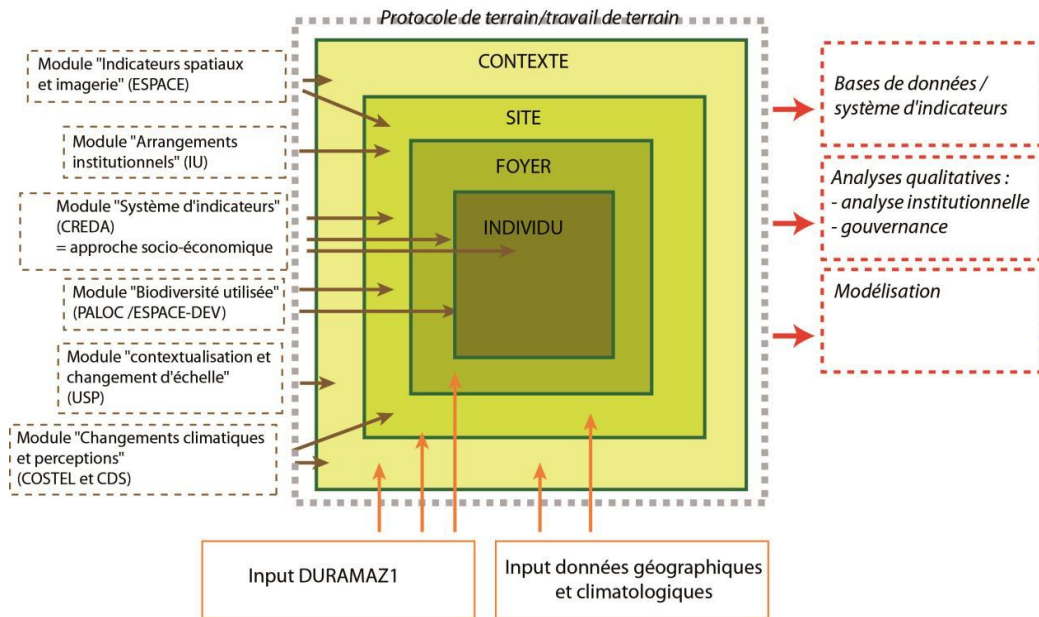 Protocole de terrain/travail de terrain
Module "Indicateurs spatiaux
et imagerie" (ESPACE)
Module "Arrangements
institutionnels" (IU)
Module "Système d'indicateurs"
(CREDA)
= approche socio-économique
Module "Biodiversité utilisée"
(PALOC /ESPACE-DEV)
Module "contextualisation et
changement d'échelle"
(USP)
Module "Changements climatiques
et perceptions"
(COSTEL et CDS)
CONTEXTE
SITE
FOYER
INDIVIDU
Bases de données /
système d'indicateurs
Analyses qualitatives :
- analyse institutionnelle
- gouvernance
Modélisation
Input DURAMAZ1
Input données géographiques
et climatologiques